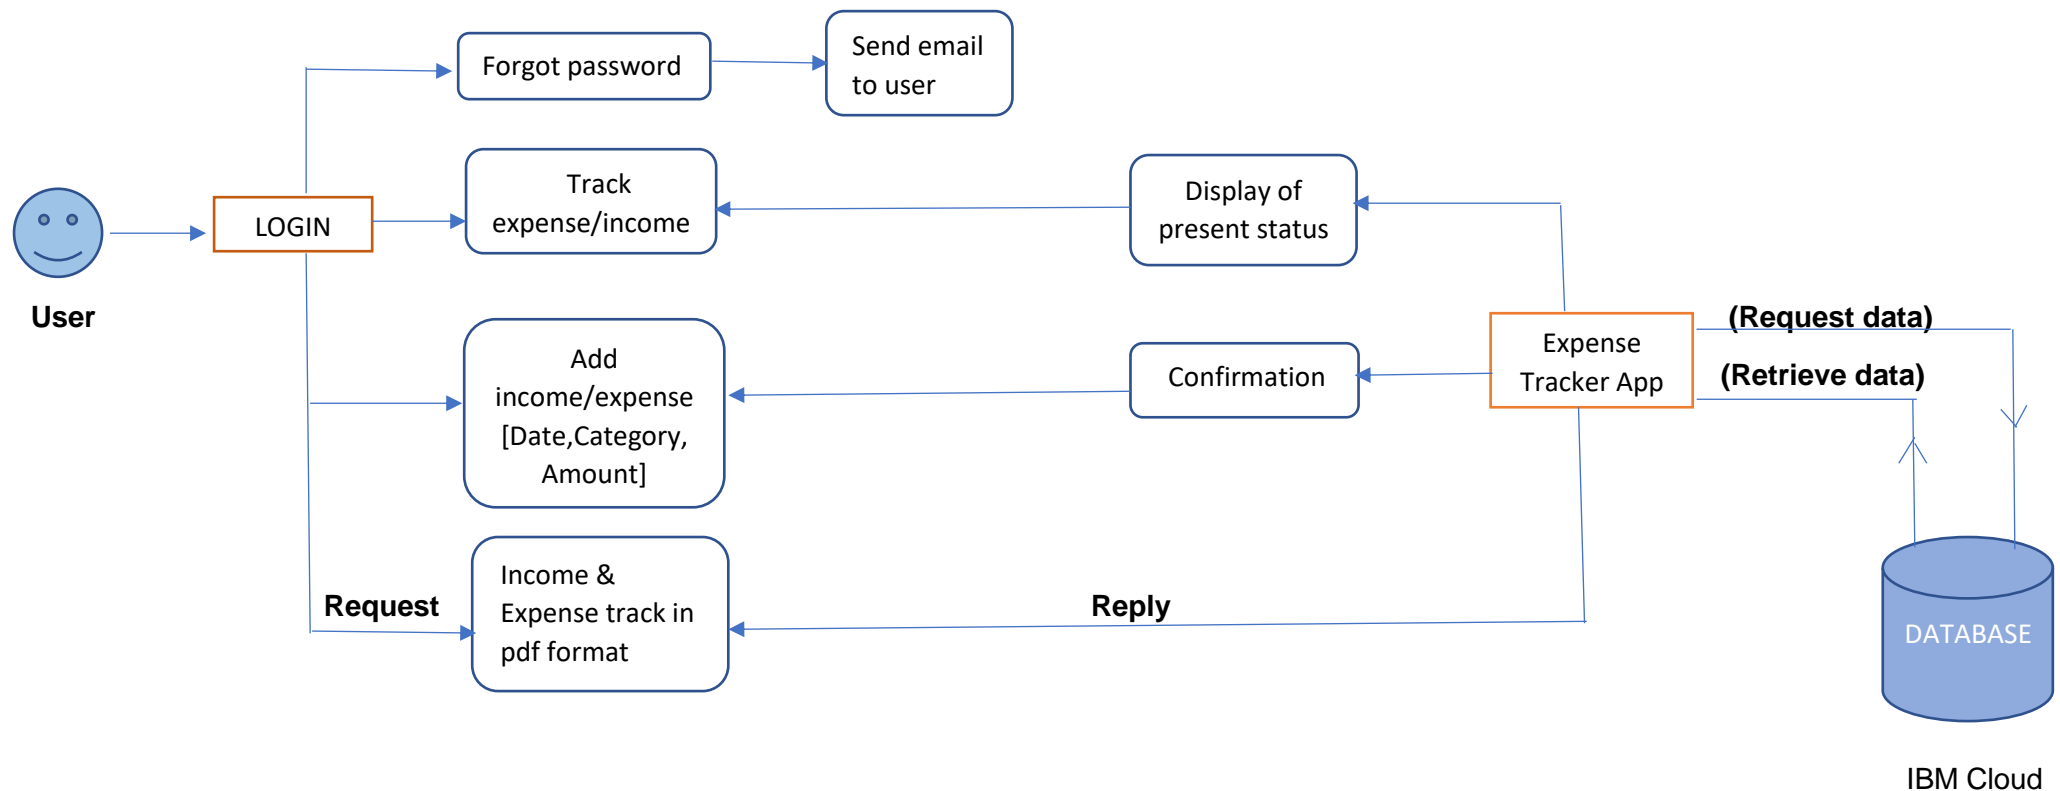 Forgot password
Send email
to user
Track
expense/income
Display of
present status
LOGIN
User
Add
income/expense
[Date,Category,
Amount]
Confirmation
Expense
Tracker App
(Request data)
(Retrieve data)
Income &
Expense track in
pdf format
Request
Reply
DATABASE
IBM Cloud